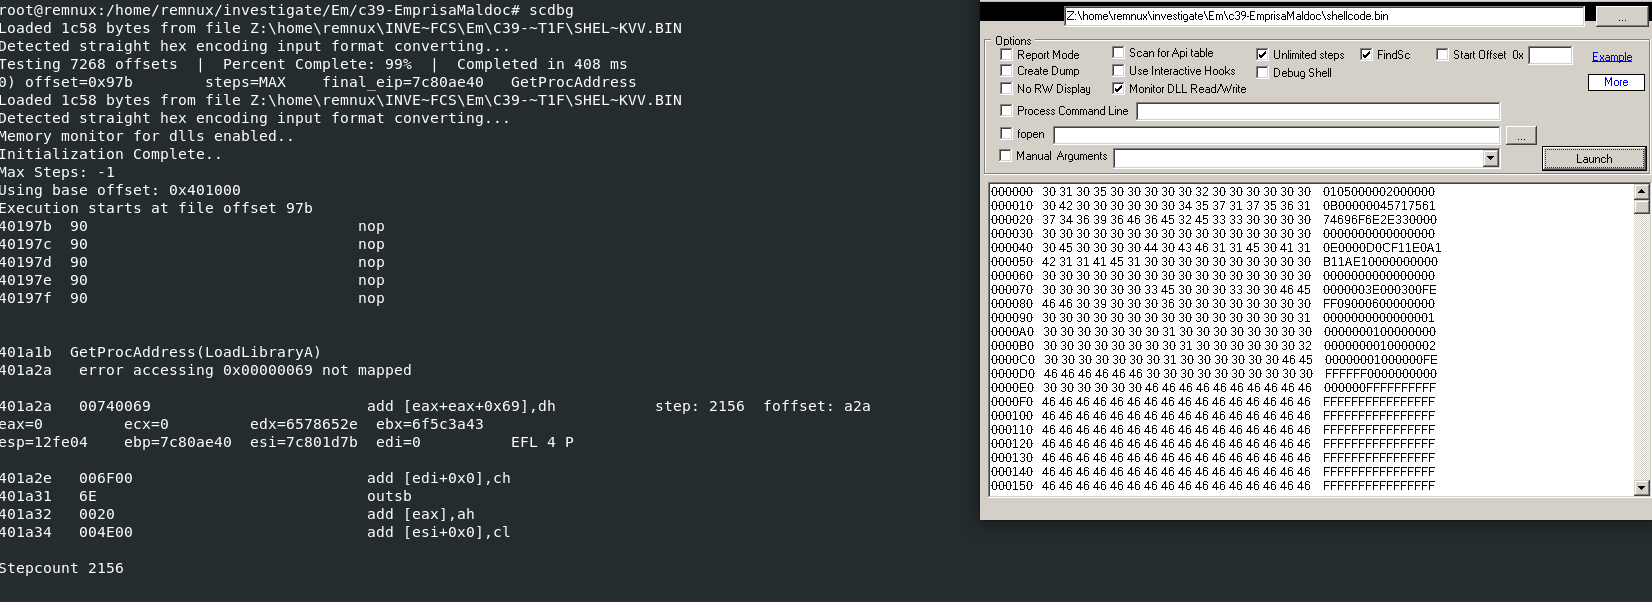 root@remnux:/home/remnux/investigate/Em/c39-EmprisaMaldoc# scdbg
Loaded 1c58 bytes from file Z:\home\remnux\INVE~FCS\Em\C39-~T1F\SHEL~KVV.BIN
Detected straight hex encoding input format converting...
Testing 7268 offsets  |  Percent Complete: 99%  |  Completed in 408 ms
0) offset=0x97b        steps=MAX    final_eip=7c80ae40   GetProcAddress
Loaded 1c58 bytes from file Z:\home\remnux\INVE~FCS\Em\C39-~T1F\SHEL~KVV.BIN
Detected straight hex encoding input format converting...
Memory monitor for dlls enabled..
Initialization Complete..
Max Steps: -1
Using base offset: 0x401000
Execution starts at file offset 97b
40197b  90                              nop
40197c  90                              nop
40197d  90                              nop
40197e  90                              nop
40197f  90                              nop
401a1b  GetProcAddress(LoadLibraryA)
401a2a   error accessing 0x00000069 not mapped
401a2a   00740069                        add [eax+eax+0x69],dh           step: 2156  foffset: a2a
eax=0         ecx=0         edx=6578652e  ebx=6f5c3a43
esp=12fe04    ebp=7c80ae40  esi=7c801d7b  edi=0          EFL 4 P
401a2e   006F00                          add [edi+0x0],ch
401a31   6E                              outsb
401a32   0020                            add [eax],ah
401a34   004E00                          add [esi+0x0],cl
Stepcount 2156
Z:\home\remnux\investigate\Em\c39-EmprisaMaldoc\shellcode.bin
...
Options
Report Mode
Scan for Api table
Unlimited steps
FindSc
Start Offset 0x
Example
Create Dump
Use Interactive Hooks
Debug Shell
More
No RW Display
Monitor DLL Read/Write
Process Command Line
fopen
...
Manual Arguments
Launch
000000  30 31 30 35 30 30 30 30 30 32 30 30 30 30 30 30  0105000002000000
000010  30 42 30 30 30 30 30 30 34 35 37 31 37 35 36 31  0B00000045717561
000020  37 34 36 39 36 46 36 45 32 45 33 33 30 30 30 30  74696F6E2E330000
000030  30 30 30 30 30 30 30 30 30 30 30 30 30 30 30 30  0000000000000000
000040  30 45 30 30 30 30 44 30 43 46 31 31 45 30 41 31  0E0000D0CF11E0A1
000050  42 31 31 41 45 31 30 30 30 30 30 30 30 30 30 30  B11AE10000000000
000060  30 30 30 30 30 30 30 30 30 30 30 30 30 30 30 30  0000000000000000
000070  30 30 30 30 30 30 33 45 30 30 30 33 30 30 46 45  0000003E000300FE
000080  46 46 30 39 30 30 30 36 30 30 30 30 30 30 30 30  FF09000600000000
000090  30 30 30 30 30 30 30 30 30 30 30 30 30 30 30 31  0000000000000001
0000A0  30 30 30 30 30 30 30 31 30 30 30 30 30 30 30 30  0000000100000000
0000B0  30 30 30 30 30 30 30 30 31 30 30 30 30 30 30 32  0000000010000002
0000C0  30 30 30 30 30 30 30 31 30 30 30 30 30 30 46 45  00000001000000FE
0000D0  46 46 46 46 46 46 30 30 30 30 30 30 30 30 30 30  FFFFFF0000000000
0000E0  30 30 30 30 30 30 46 46 46 46 46 46 46 46 46 46  000000FFFFFFFFFF
0000F0  46 46 46 46 46 46 46 46 46 46 46 46 46 46 46 46  FFFFFFFFFFFFFFFF
000100  46 46 46 46 46 46 46 46 46 46 46 46 46 46 46 46  FFFFFFFFFFFFFFFF
000110  46 46 46 46 46 46 46 46 46 46 46 46 46 46 46 46  FFFFFFFFFFFFFFFF
000120  46 46 46 46 46 46 46 46 46 46 46 46 46 46 46 46  FFFFFFFFFFFFFFFF
000130  46 46 46 46 46 46 46 46 46 46 46 46 46 46 46 46  FFFFFFFFFFFFFFFF
000140  46 46 46 46 46 46 46 46 46 46 46 46 46 46 46 46  FFFFFFFFFFFFFFFF
000150  46 46 46 46 46 46 46 46 46 46 46 46 46 46 46 46  FFFFFFFFFFFFFFFF